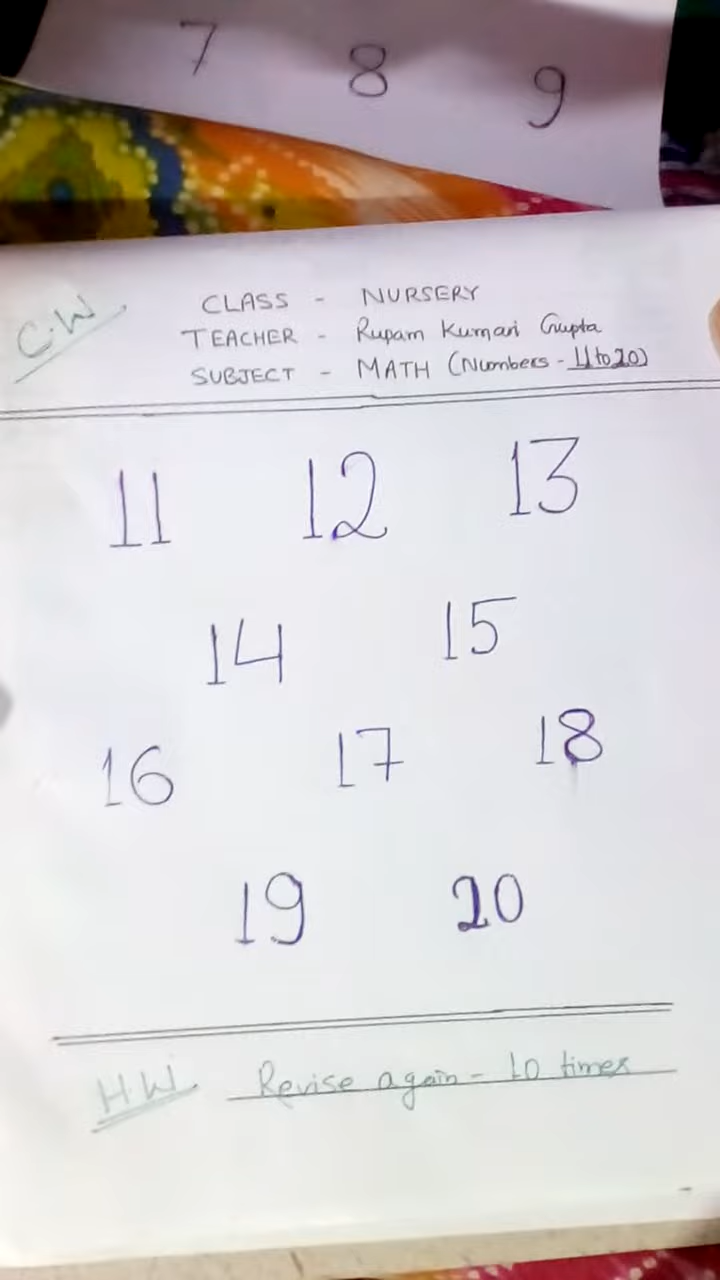 7 8 9
C.W.
CLASS - NURSERY
TEACHER - Rupam Kumari Gupta
SUBJECT - MATH (Numbers - 11 to 20)
11 12 13
14 15
16 17 18
19 20
H.W. Revise again - 10 times